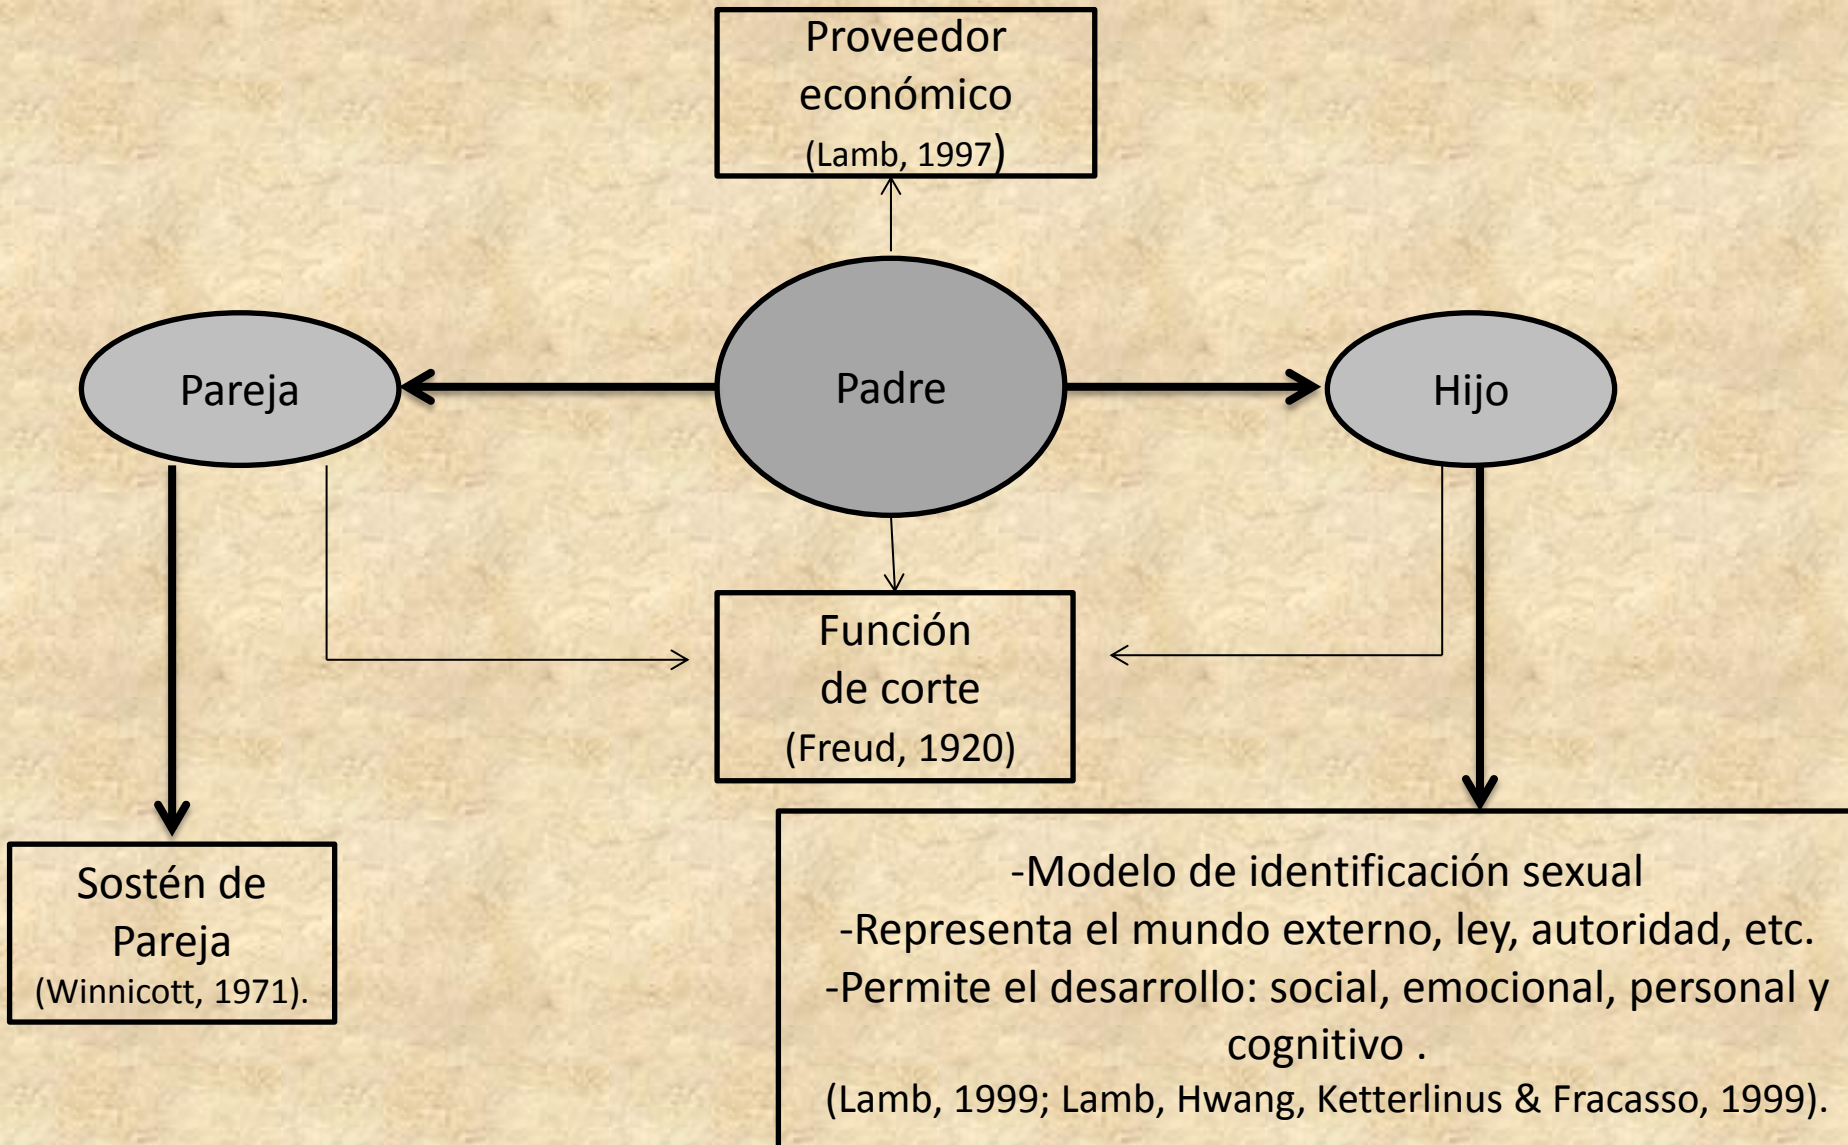 Proveedor
económico
(Lamb, 1997)
Pareja
Padre
Hijo
Función
de corte
(Freud, 1920)
Sostén de
Pareja
(Winnicott, 1971).
-Modelo de identificación sexual
-Representa el mundo externo, ley, autoridad, etc.
-Permite el desarrollo: social, emocional, personal y
cognitivo .
(Lamb, 1999; Lamb, Hwang, Ketterlinus & Fracasso, 1999).